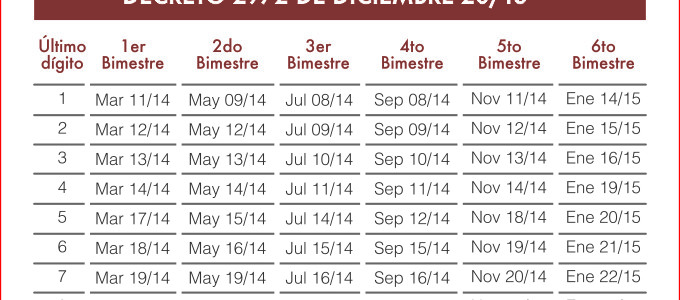 DECRETO 2972 DE DICIEMBRE 20/13
Último dígito 1er Bimestre 2do Bimestre 3er Bimestre 4to Bimestre 5to Bimestre 6to Bimestre
1 Mar 11/14 May 09/14 Jul 08/14 Sep 08/14 Nov 11/14 Ene 14/15
2 Mar 12/14 May 12/14 Jul 09/14 Sep 09/14 Nov 12/14 Ene 15/15
3 Mar 13/14 May 13/14 Jul 10/14 Sep 10/14 Nov 13/14 Ene 16/15
4 Mar 14/14 May 14/14 Jul 11/14 Sep 11/14 Nov 14/14 Ene 19/15
5 Mar 17/14 May 15/14 Jul 14/14 Sep 12/14 Nov 18/14 Ene 20/15
6 Mar 18/14 May 16/14 Jul 15/14 Sep 15/14 Nov 19/14 Ene 21/15
7 Mar 19/14 May 19/14 Jul 16/14 Sep 16/14 Nov 20/14 Ene 22/15